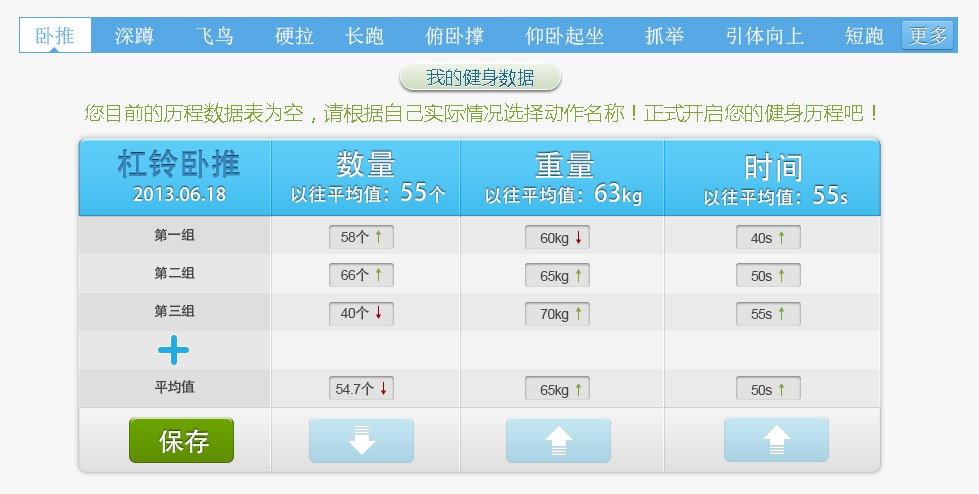 卧推 深蹲 飞鸟 硬拉 长跑 俯卧撑 仰卧起坐 抓举 引体向上 短跑 更多
我的健身数据
您目前的历程数据表为空，请根据自己实际情况选择动作名称！正式开启您的健身历程吧！
杠铃卧推 数量 重量 时间
2013.06.18 以往平均值：55个 以往平均值：63kg 以往平均值：55s
第一组 58个↑ 60kg↓ 40s↑
第二组 66个↑ 65kg↑ 50s↑
第三组 40个↓ 70kg↑ 55s↑
平均值 54.7个↓ 65kg↑ 50s↑
保存